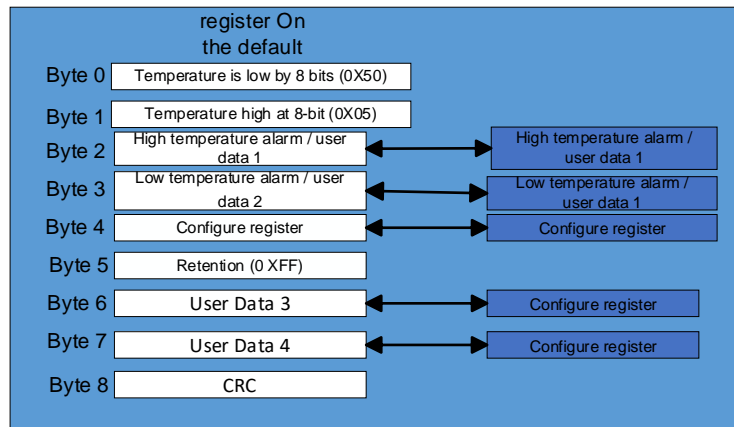 register On
the default
Byte 0
Temperature is low by 8 bits (0X50)
Byte 1
Temperature high at 8-bit (0X05)
Byte 2
High temperature alarm / user
data 1
High temperature alarm /
user data 1
Byte 3
Low temperature alarm / user
data 2
Low temperature alarm /
user data 1
Byte 4
Configure register
Configure register
Byte 5
Retention (0 XFF)
Byte 6
User Data 3
Configure register
Byte 7
User Data 4
Configure register
Byte 8
CRC